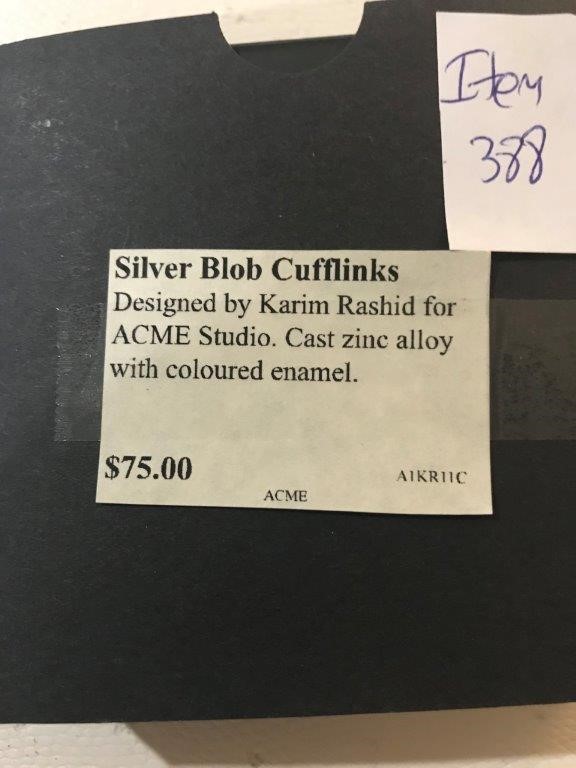 Item
388
Silver Blob Cufflinks
Designed by Karim Rashid for
ACME Studio. Cast zinc alloy
with coloured enamel.
$75.00
A1KR11C
ACME